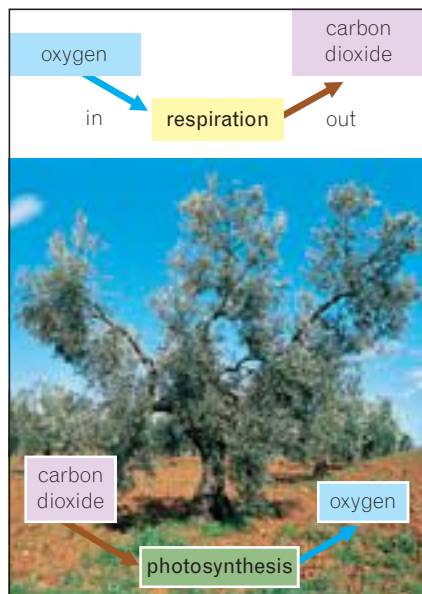 carbon
dioxide
oxygen
in
respiration
out
carbon
dioxide
oxygen
photosynthesis